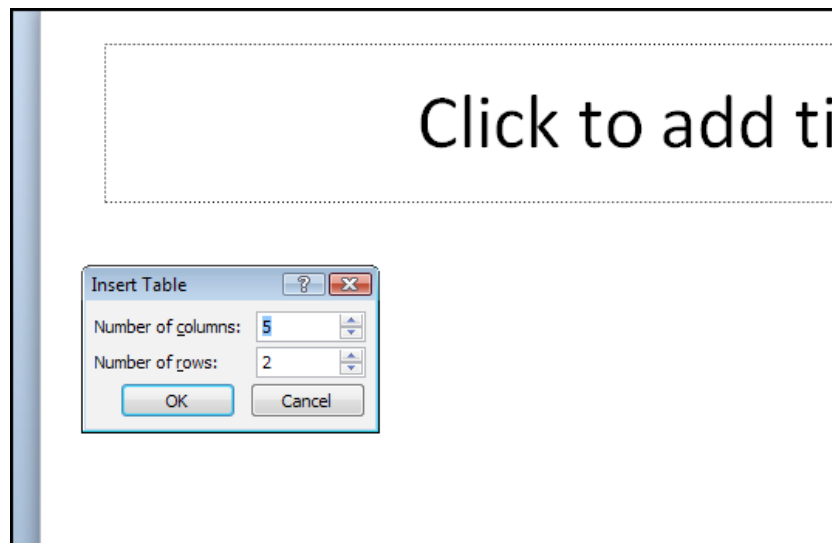 Click to add ti
Insert Table
Number of columns: 5
Number of rows: 2
OK Cancel